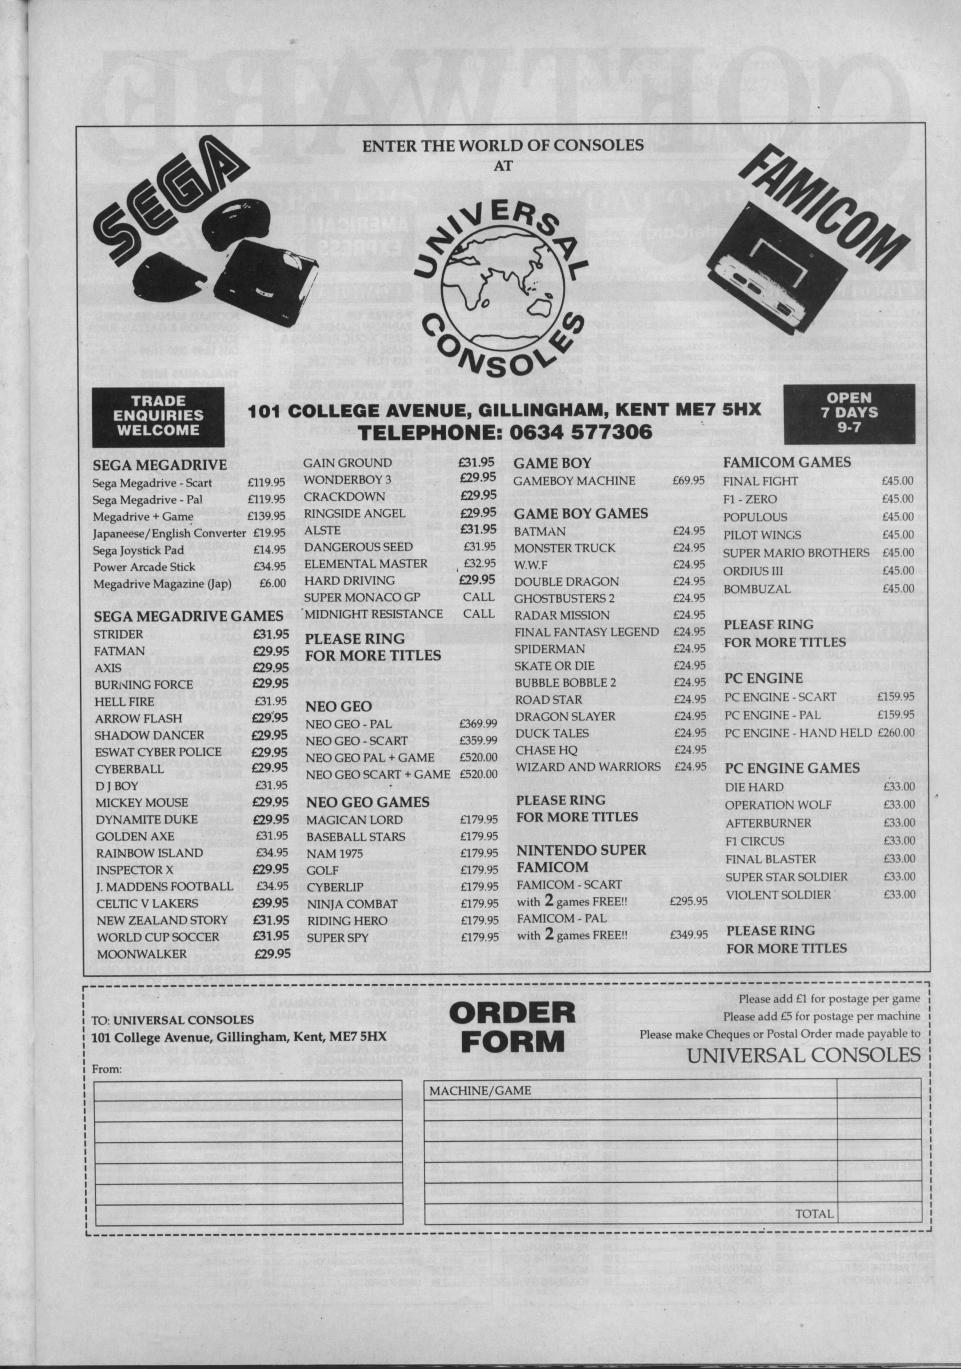 ENTER THE WORLD OF CONSOLES
AT
SEGA
UNIVERSAL
CONSOLES
FAMICOM
TRADE
ENQUIRIES
WELCOME
101 COLLEGE AVENUE, GILLINGHAM, KENT ME7 5HX
TELEPHONE: 0634 577306
OPEN
7 DAYS
9-7
SEGA MEGADRIVE
Sega Megadrive - Scart £119.95
Sega Megadrive - Pal £119.95
Megadrive + Game £139.95
Japaneese/English Converter £19.95
Sega Joystick Pad £14.95
Power Arcade Stick £34.95
Megadrive Magazine (Jap) £6.00
SEGA MEGADRIVE GAMES
STRIDER £31.95
FATMAN £29.95
AXIS £29.95
BURNING FORCE £29.95
HELL FIRE £31.95
ARROW FLASH £29.95
SHADOW DANCER £29.95
ESWAT CYBER POLICE £29.95
CYBERBALL £29.95
D J BOY £31.95
MICKEY MOUSE £29.95
DYNAMITE DUKE £29.95
GOLDEN AXE £31.95
RAINBOW ISLAND £34.95
INSPECTOR X £29.95
J. MADDENS FOOTBALL £34.95
CELTIC V LAKERS £39.95
NEW ZEALAND STORY £31.95
WORLD CUP SOCCER £31.95
MOONWALKER £29.95
GAIN GROUND £31.95
WONDERBOY 3 £29.95
CRACKDOWN £29.95
RINGSIDE ANGEL £29.95
ALSTE £31.95
DANGEROUS SEED £31.95
ELEMENTAL MASTER £32.95
HARD DRIVING £29.95
SUPER MONACO GP CALL
MIDNIGHT RESISTANCE CALL
PLEASE RING
FOR MORE TITLES
NEO GEO
NEO GEO - PAL £369.99
NEO GEO - SCART £359.99
NEO GEO PAL + GAME £520.00
NEO GEO SCART + GAME £520.00
NEO GEO GAMES
MAGICAN LORD £179.95
BASEBALL STARS £179.95
NAM 1975 £179.95
GOLF £179.95
CYBERLIP £179.95
NINJA COMBAT £179.95
RIDING HERO £179.95
SUPER SPY £179.95
GAME BOY
GAMEBOY MACHINE £69.95
GAME BOY GAMES
BATMAN £24.95
MONSTER TRUCK £24.95
W.W.F £24.95
DOUBLE DRAGON £24.95
GHOSTBUSTERS 2 £24.95
RADAR MISSION £24.95
FINAL FANTASY LEGEND £24.95
SPIDERMAN £24.95
SKATE OR DIE £24.95
BUBBLE BOBBLE 2 £24.95
ROAD STAR £24.95
DRAGON SLAYER £24.95
DUCK TALES £24.95
CHASE HQ £24.95
WIZARD AND WARRIORS £24.95
PLEASE RING
FOR MORE TITLES
NINTENDO SUPER
FAMICOM
FAMICOM - SCART
with 2 games FREE!! £295.95
FAMICOM - PAL
with 2 games FREE!! £349.95
FAMICOM GAMES
FINAL FIGHT £45.00
F1 - ZERO £45.00
POPULOUS £45.00
PILOT WINGS £45.00
SUPER MARIO BROTHERS £45.00
ORDIUS III £45.00
BOMBUZAL £45.00
PLEASE RING
FOR MORE TITLES
PC ENGINE
PC ENGINE - SCART £159.95
PC ENGINE - PAL £159.95
PC ENGINE - HAND HELD £260.00
PC ENGINE GAMES
DIE HARD £33.00
OPERATION WOLF £33.00
AFTERBURNER £33.00
F1 CIRCUS £33.00
FINAL BLASTER £33.00
SUPER STAR SOLDIER £33.00
VIOLENT SOLDIER £33.00
PLEASE RING
FOR MORE TITLES
TO: UNIVERSAL CONSOLES
101 College Avenue, Gillingham, Kent, ME7 5HX
From:
ORDER
FORM
Please add £1 for postage per game
Please add £5 for postage per machine
Please make Cheques or Postal Order made payable to
UNIVERSAL CONSOLES
MACHINE/GAME
TOTAL